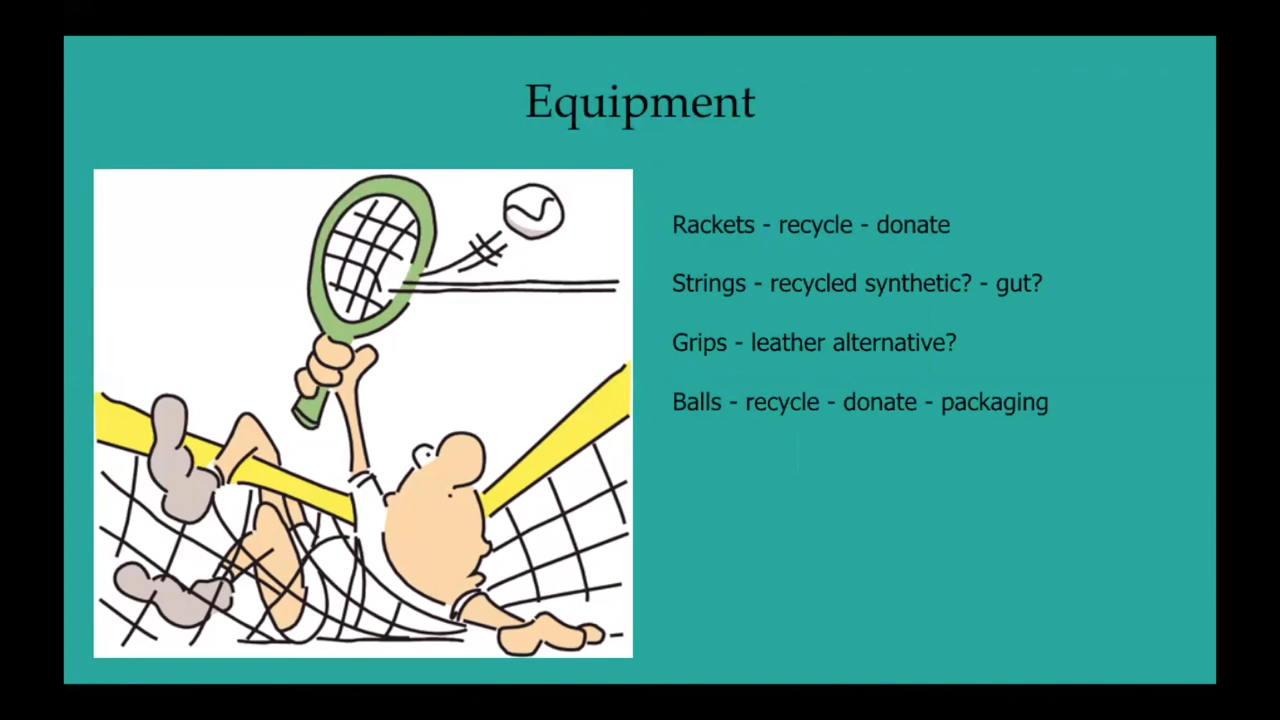 Equipment
Rackets - recycle - donate
Strings - recycled synthetic? - gut?
Grips - leather alternative?
Balls - recycle - donate - packaging